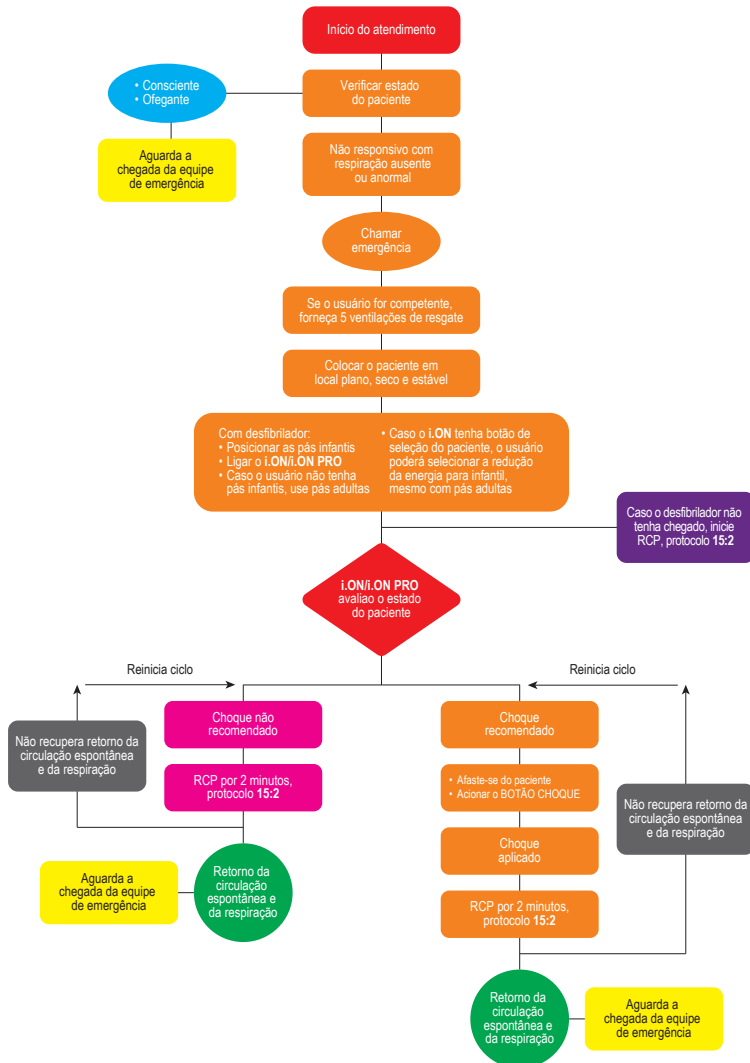 Início do atendimento
• Consciente
• Ofegante
Verificar estado
do paciente
Aguarda a
chegada da equipe
de emergência
Não responsivo com
respiração ausente
ou anormal
Chamar
emergência
Se o usuário for competente,
forneça 5 ventilações de resgate
Colocar o paciente em
local plano, seco e estável
Com desfibrilador:
• Posicionar as pás infantis
• Ligar o i.ON/i.ON PRO
• Caso o usuário não tenha
pás infantis, use pás adultas
• Caso o i.ON tenha botão de
seleção do paciente, o usuário
poderá selecionar a redução
da energia para infantil,
mesmo com pás adultas
Caso o desfibrilador não
tenha chegado, inicie
RCP, protocolo 15:2
i.ON/i.ON PRO
avaliao o estado
do paciente
Reinicia ciclo
Choque não
recomendado
Não recupera retorno da
circulação espontânea
e da respiração
RCP por 2 minutos,
protocolo 15:2
Aguarda a
chegada da equipe
de emergência
Retorno da
circulação
espontânea e
da respiração
Reinicia ciclo
Choque
recomendado
• Afaste-se do paciente
• Acionar o BOTÃO CHOQUE
Não recupera retorno da
circulação espontânea
e da respiração
Choque
aplicado
RCP por 2 minutos,
protocolo 15:2
Retorno da
circulação
espontânea e
da respiração
Aguarda a
chegada da equipe
de emergência